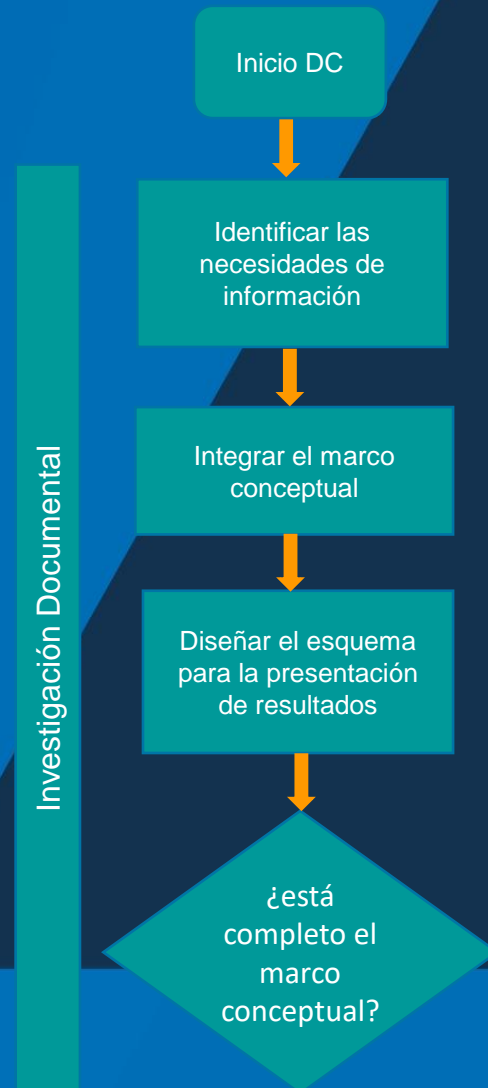 Inicio DC
Identificar las
necesidades de
información
Integrar el marco
conceptual
Diseñar el esquema
para la presentación
de resultados
¿está
completo el
marco
conceptual?
Investigación Documental